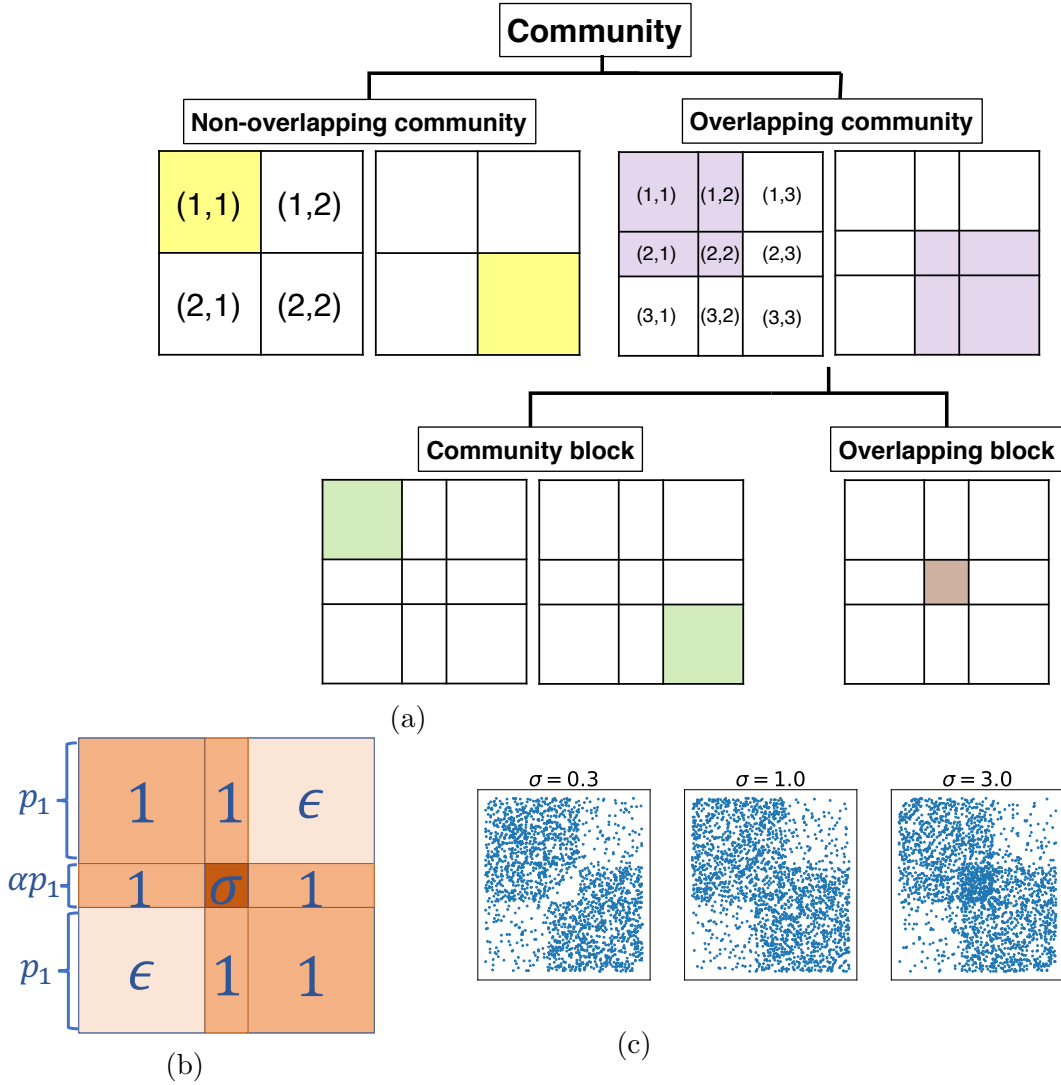 Community
Non-overlapping community
Overlapping community
(1,1) (1,2)
(2,1) (2,2)
(1,1) (1,2) (1,3)
(2,1) (2,2) (2,3)
(3,1) (3,2) (3,3)
Community block
Overlapping block
(a)
p₁ 1 1 ϵ
αp₁ 1 σ 1
p₁ ϵ 1 1
(b)
σ = 0.3
σ = 1.0
σ = 3.0
(c)